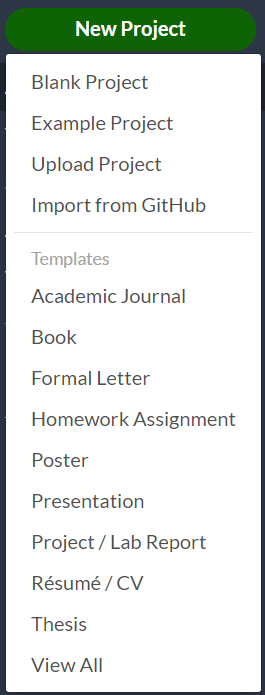 New Project
Blank Project
Example Project
Upload Project
Import from GitHub
Templates
Academic Journal
Book
Formal Letter
Homework Assignment
Poster
Presentation
Project / Lab Report
Résumé / CV
Thesis
View All